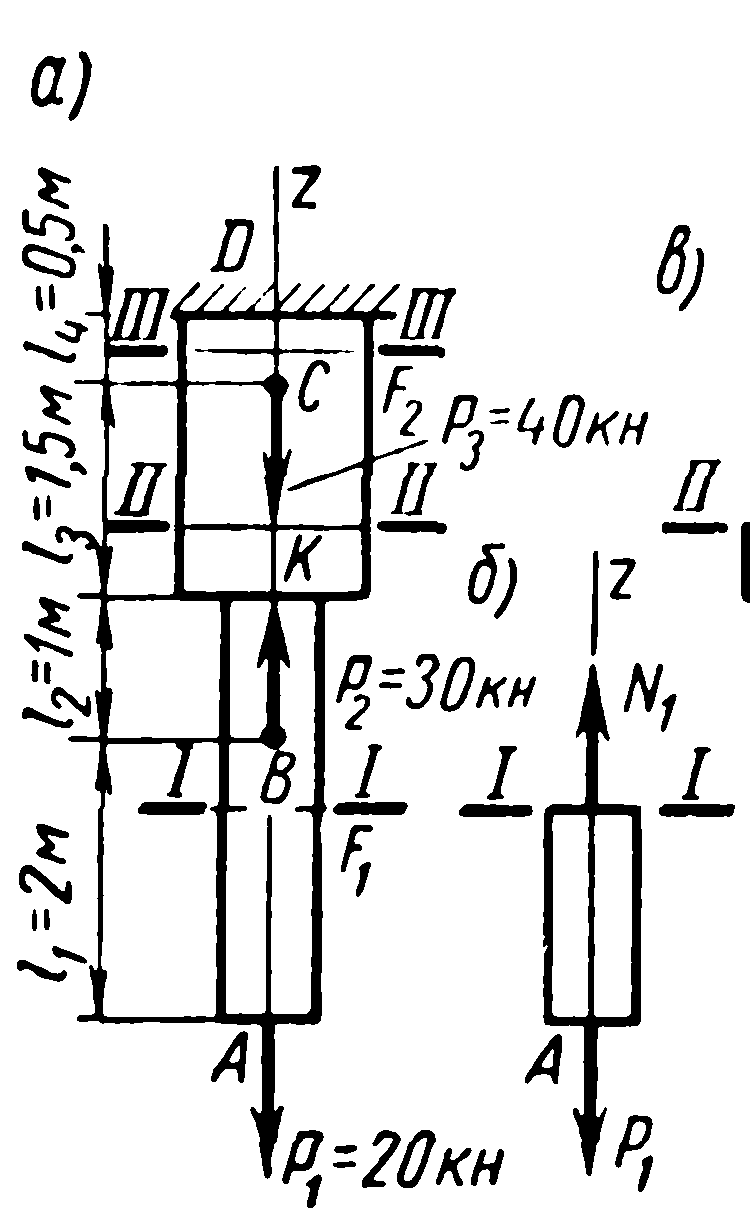 а)
z
D
в)
l₄=0,5м
III
III
C
F₂
P₃=40кн
l₃=1,5м
II
II
II
K
б)
z
l₂=1м
P₂=30кн
N₁
B
I
I
I
I
F₁
l₁=2м
A
A
P₁=20кн
P₁